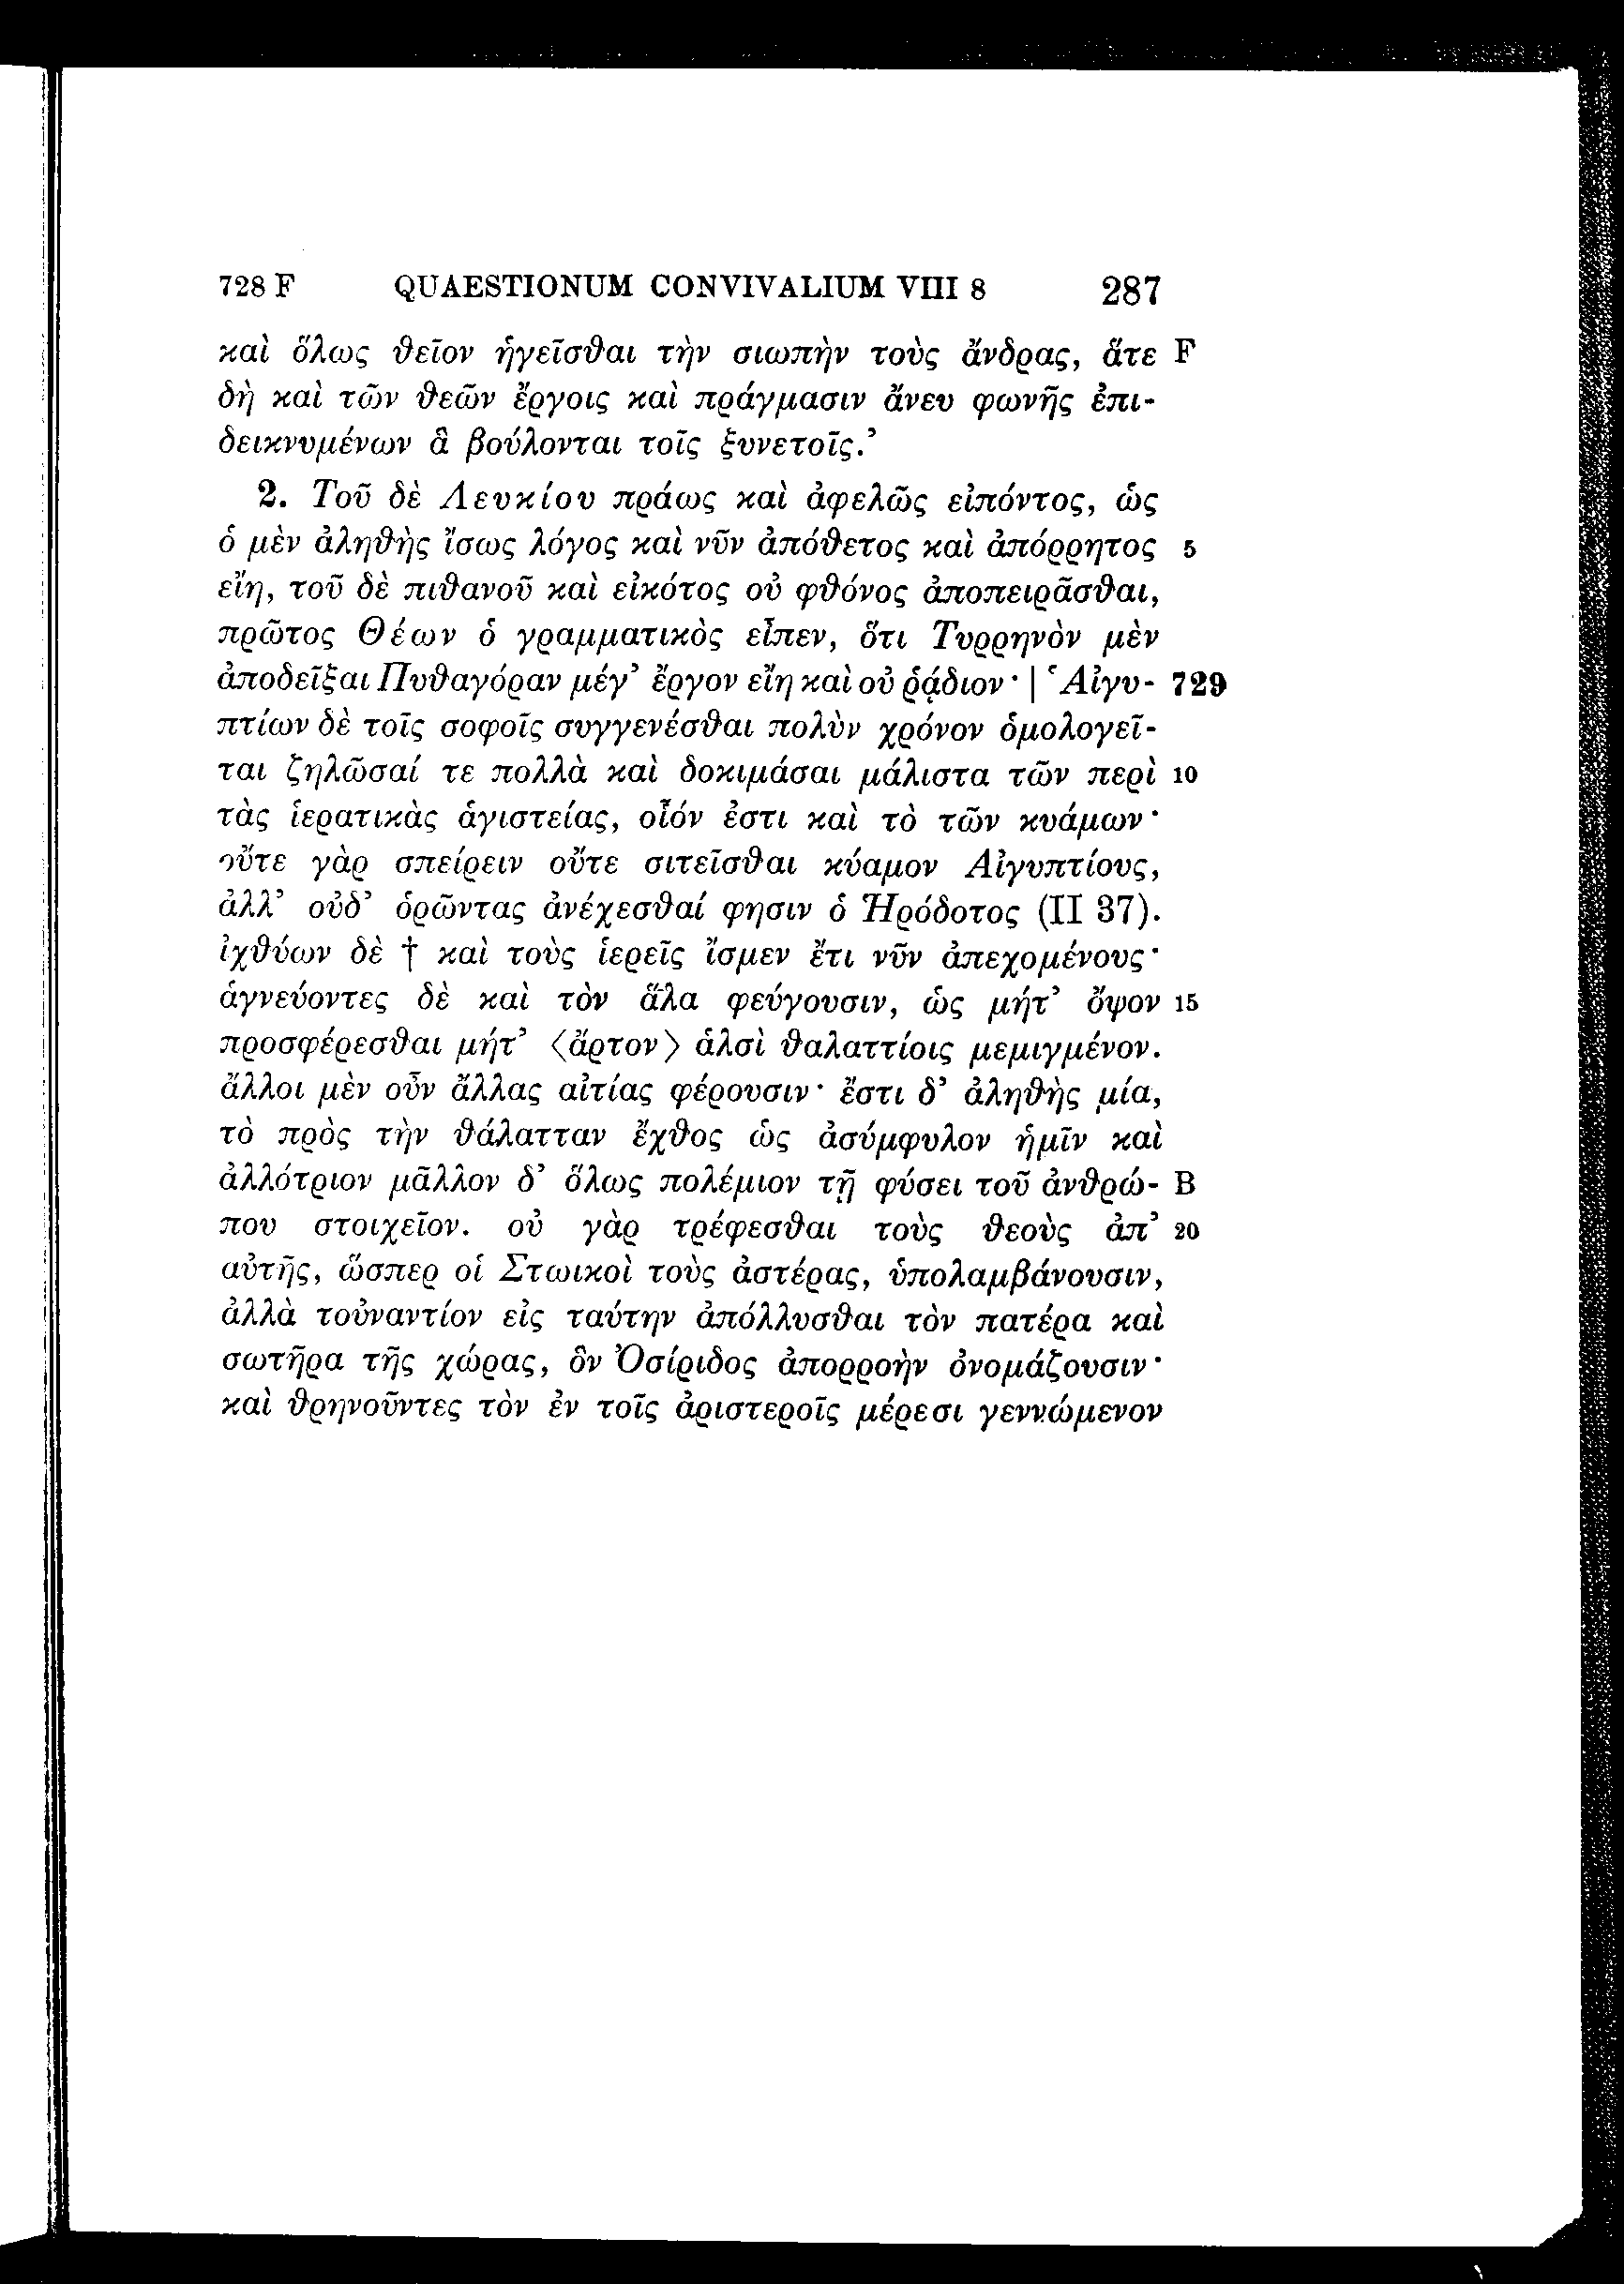 728 F QUAESTIONUM CONVIVALIUM VIII 8 287
καὶ ὅλως θεῖον ἡγεῖσθαι τὴν σιωπὴν τοὺς ἄνδρας, ἅτε F
δὴ καὶ τῶν θεῶν ἔργοις καὶ πράγμασιν ἄνευ φωνῆς ἐπι-
δεικνυμένων ἃ βούλονται τοῖς ξυνετοῖς.’
2. Τοῦ δὲ Λευκίου πράως καὶ ἀφελῶς εἰπόντος, ὡς
ὁ μὲν ἀληθὴς ἴσως λόγος καὶ νῦν ἀπόθετος καὶ ἀπόρρητος 5
εἴη, τοῦ δὲ πιθανοῦ καὶ εἰκότος οὐ φθόνος ἀποπειρᾶσθαι,
πρῶτος Θέων ὁ γραμματικὸς εἶπεν, ὅτι Τυρρηνὸν μὲν
ἀποδεῖξαι Πυθαγόραν μέγ’ ἔργον εἴη καὶ οὐ ῥᾴδιον· | ‘Αἰγυ- 729
πτίων δὲ τοῖς σοφοῖς συγγενέσθαι πολὺν χρόνον ὁμολογεῖ-
ται ζηλῶσαί τε πολλὰ καὶ δοκιμάσαι μάλιστα τῶν περὶ 10
τὰς ἱερατικὰς ἁγιστείας, οἷόν ἐστι καὶ τὸ τῶν κυάμων·
οὔτε γὰρ σπείρειν οὔτε σιτεῖσθαι κύαμον Αἰγυπτίους,
ἀλλ’ οὐδ’ ὁρῶντας ἀνέχεσθαί φησιν ὁ Ἡρόδοτος (II 37).
ἰχθύων δὲ † καὶ τοὺς ἱερεῖς ἴσμεν ἔτι νῦν ἀπεχομένους·
ἁγνεύοντες δὲ καὶ τὸν ἅλα φεύγουσιν, ὡς μήτ’ ὄψον 15
προσφέρεσθαι μήτ’ 〈ἄρτον〉 ἁλσὶ θαλαττίοις μεμιγμένον.
ἄλλοι μὲν οὖν ἄλλας αἰτίας φέρουσιν· ἔστι δ’ ἀληθὴς μία,
τὸ πρὸς τὴν θάλατταν ἔχθος ὡς ἀσύμφυλον ἡμῖν καὶ
ἀλλότριον μᾶλλον δ’ ὅλως πολέμιον τῇ φύσει τοῦ ἀνθρώ- B
που στοιχεῖον. οὐ γὰρ τρέφεσθαι τοὺς θεοὺς ἀπ’ 20
αὐτῆς, ὥσπερ οἱ Στωικοὶ τοὺς ἀστέρας, ὑπολαμβάνουσιν,
ἀλλὰ τοὐναντίον εἰς ταύτην ἀπόλλυσθαι τὸν πατέρα καὶ
σωτῆρα τῆς χώρας, ὃν Ὀσίριδος ἀπορροὴν ὀνομάζουσιν·
καὶ θρηνοῦντες τὸν ἐν τοῖς ἀριστεροῖς μέρεσι γεννώμενον